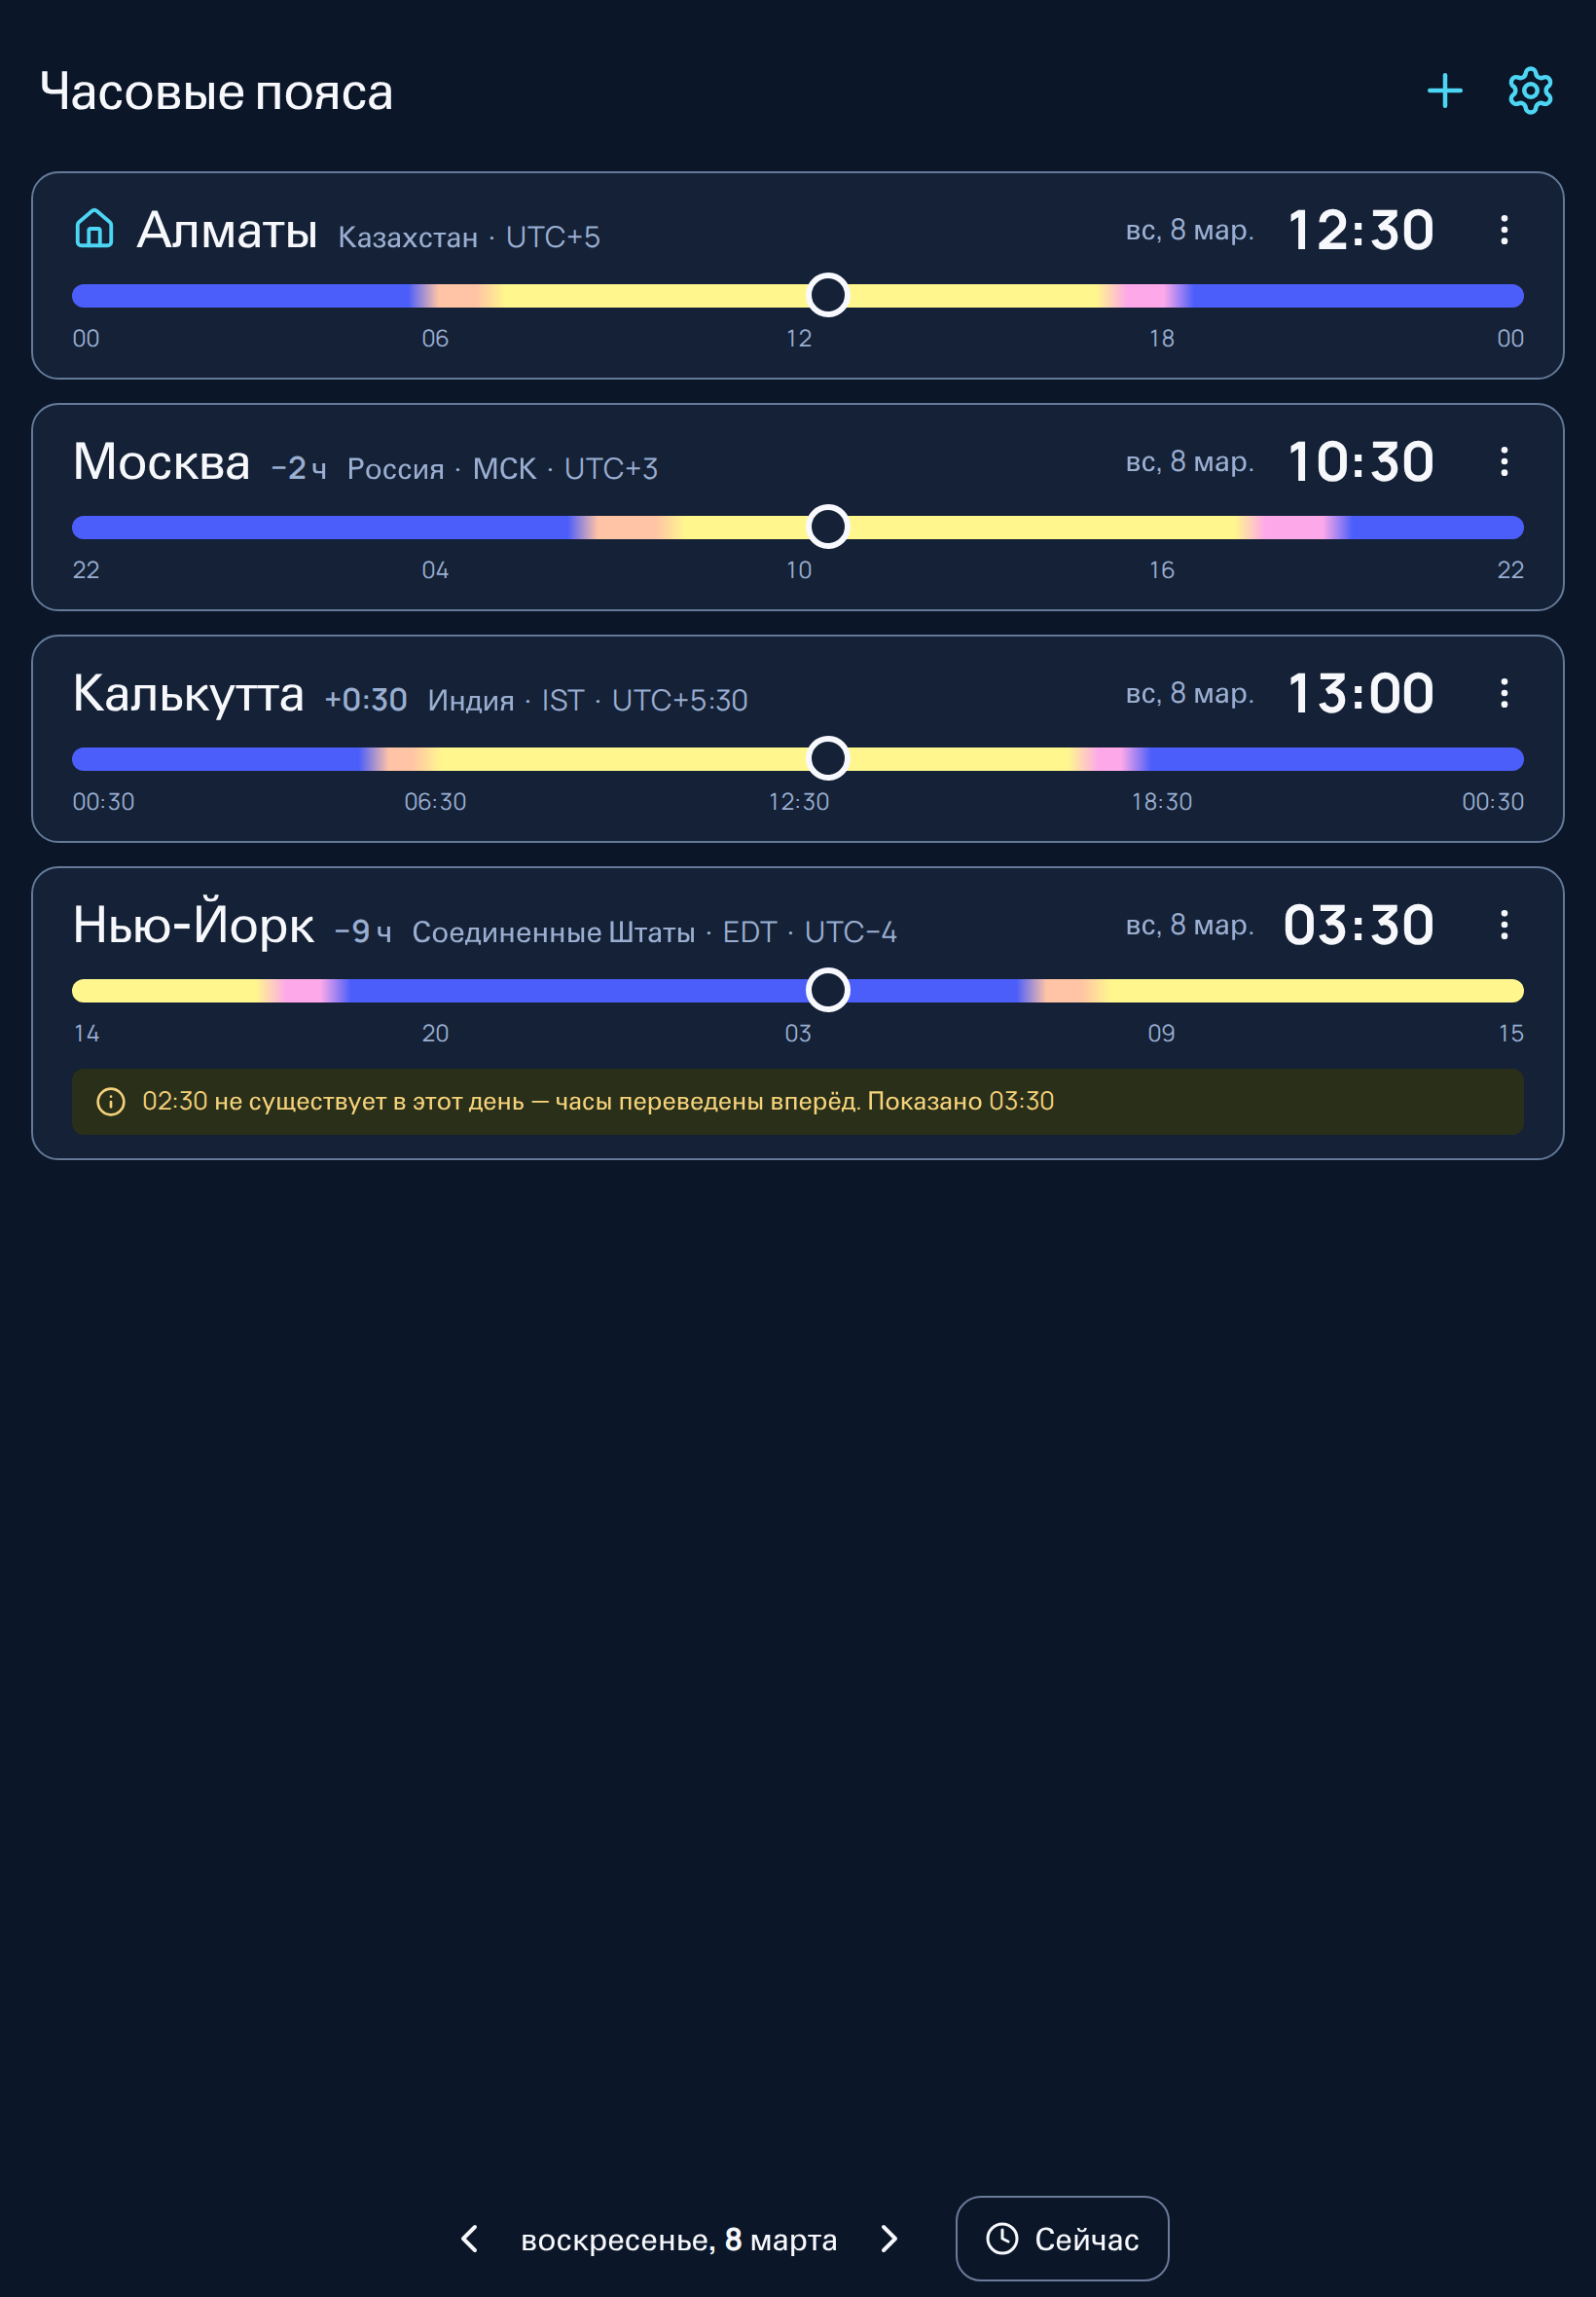 Часовые пояса
Алматы Казахстан · UTC+5 вс, 8 мар. 12:30
00 06 12 18 00
Москва −2 ч Россия · МСК · UTC+3 вс, 8 мар. 10:30
22 04 10 16 22
Калькутта +0:30 Индия · IST · UTC+5:30 вс, 8 мар. 13:00
00:30 06:30 12:30 18:30 00:30
Нью-Йорк −9 ч Соединенные Штаты · EDT · UTC−4 вс, 8 мар. 03:30
14 20 03 09 15
02:30 не существует в этот день — часы переведены вперёд. Показано 03:30
воскресенье, 8 марта Сейчас